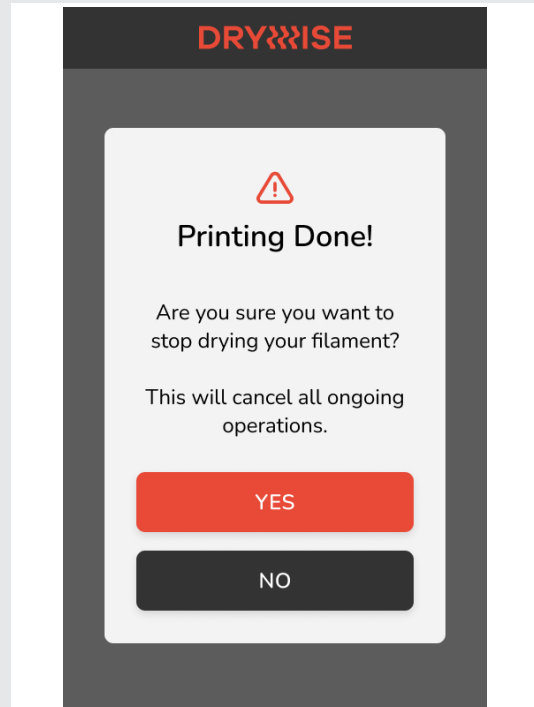 DRYWISE
Printing Done!
Are you sure you want to
stop drying your filament?
This will cancel all ongoing
operations.
YES
NO